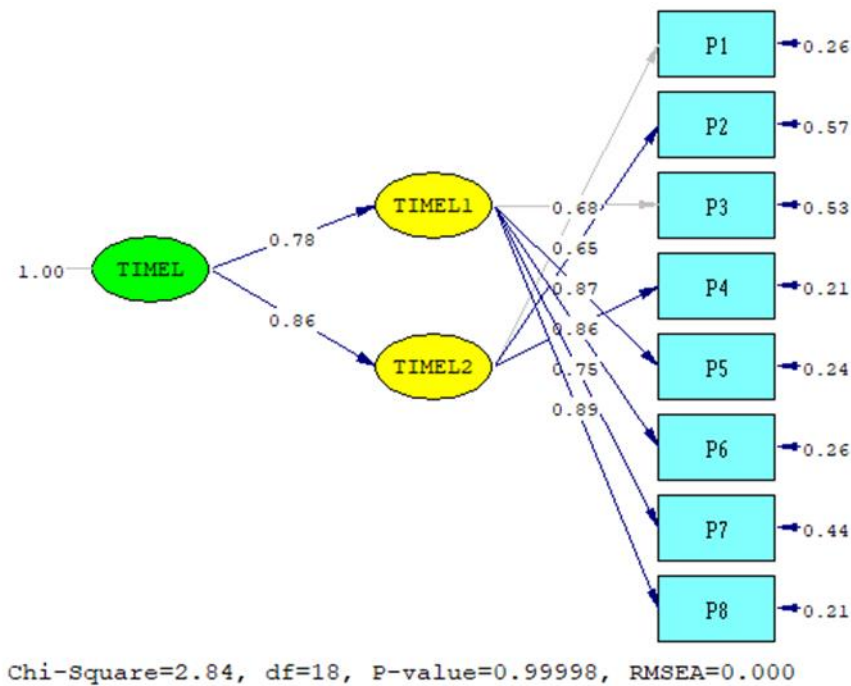 P1
0.26
P2
0.57
TIMEL1
0.68
P3
0.53
0.78
0.65
1.00
TIMEL
0.87
P4
0.21
0.86
0.86
TIMEL2
0.75
P5
0.24
0.89
P6
0.26
P7
0.44
P8
0.21
Chi-Square=2.84, df=18, P-value=0.99998, RMSEA=0.000